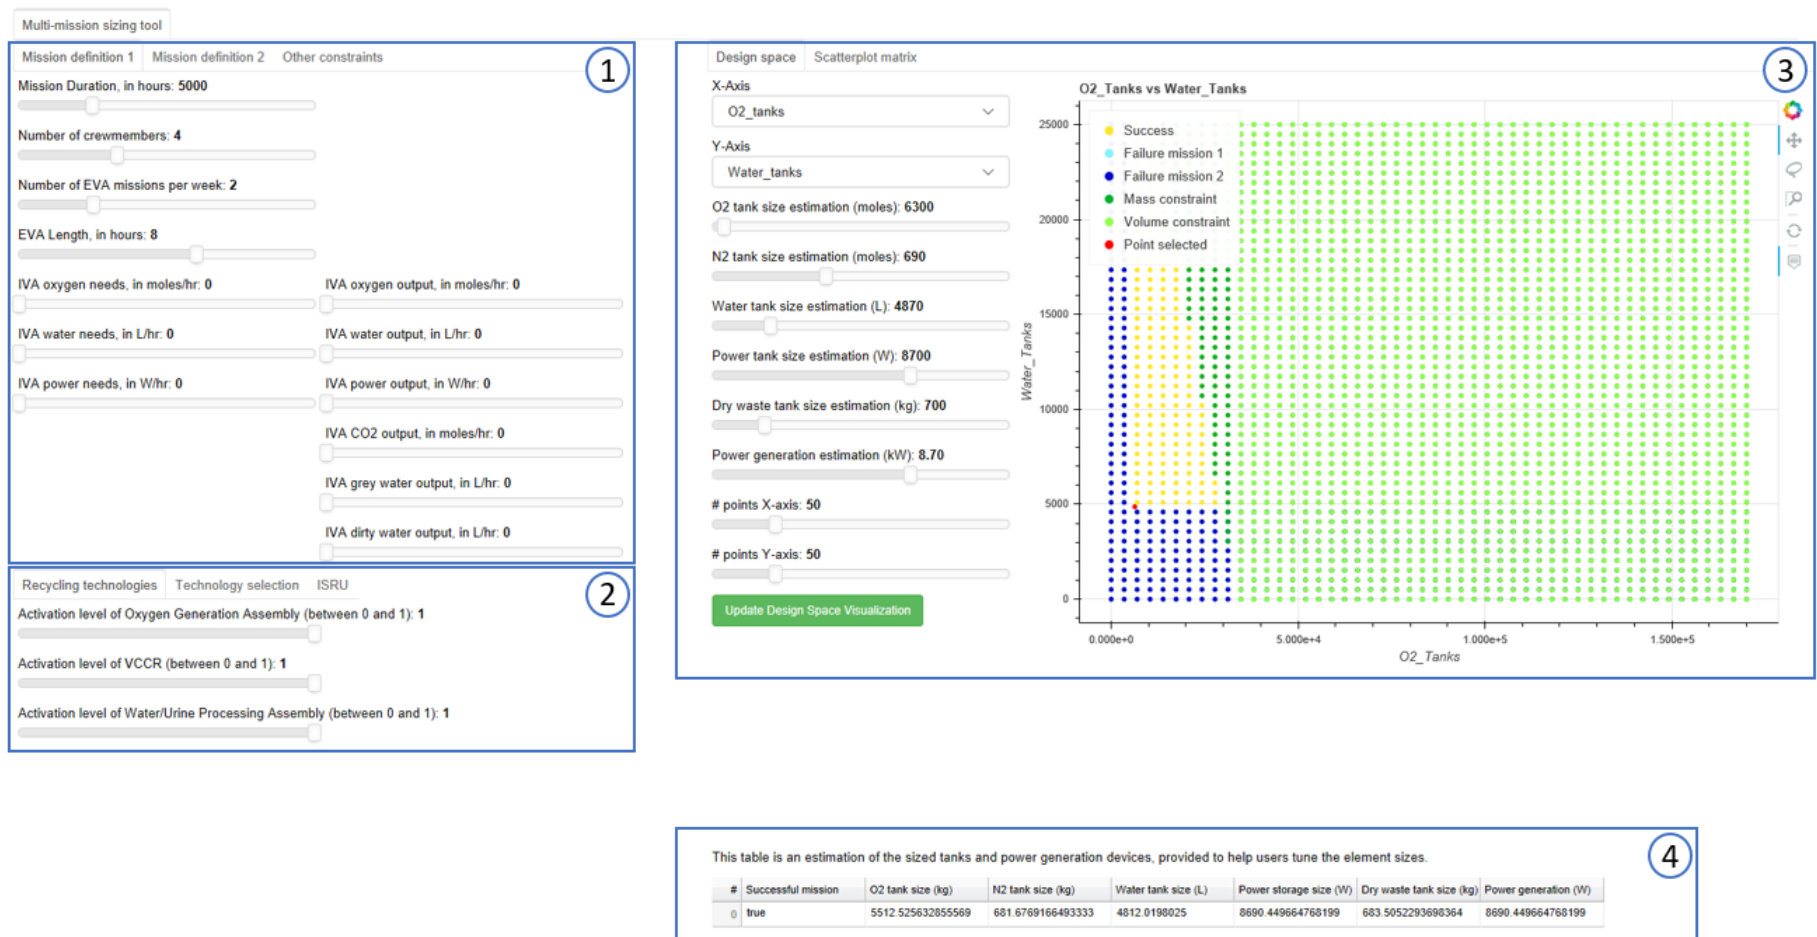 Multi-mission sizing tool
Mission definition 1 Mission definition 2 Other constraints
1
Mission Duration, in hours: 5000
Number of crewmembers: 4
Number of EVA missions per week: 2
EVA Length, in hours: 8
IVA oxygen needs, in moles/hr: 0 IVA oxygen output, in moles/hr: 0
IVA water needs, in L/hr: 0 IVA water output, in L/hr: 0
IVA power needs, in W/hr: 0 IVA power output, in W/hr: 0
IVA CO2 output, in moles/hr: 0
IVA grey water output, in L/hr: 0
IVA dirty water output, in L/hr: 0
Recycling technologies Technology selection ISRU
2
Activation level of Oxygen Generation Assembly (between 0 and 1): 1
Activation level of VCCR (between 0 and 1): 1
Activation level of Water/Urine Processing Assembly (between 0 and 1): 1
Design space Scatterplot matrix
3
X-Axis
O2_tanks
Y-Axis
Water_tanks
O2 tank size estimation (moles): 6300
N2 tank size estimation (moles): 690
Water tank size estimation (L): 4870
Power tank size estimation (W): 8700
Dry waste tank size estimation (kg): 700
Power generation estimation (kW): 8.70
# points X-axis: 50
# points Y-axis: 50
Update Design Space Visualization
O2_Tanks vs Water_Tanks
Success
Failure mission 1
Failure mission 2
Mass constraint
Volume constraint
Point selected
25000
20000
15000
10000
5000
0
Water_Tanks
0.000e+0 5.000e+4 1.000e+5 1.500e+5
O2_Tanks
4
This table is an estimation of the sized tanks and power generation devices, provided to help users tune the element sizes.
# Successful mission O2 tank size (kg) N2 tank size (kg) Water tank size (L) Power storage size (W) Dry waste tank size (kg) Power generation (W)
0 true 5512.525632855569 681.6769166493333 4812.0198025 8690.449664768199 683.5052293698364 8690.449664768199